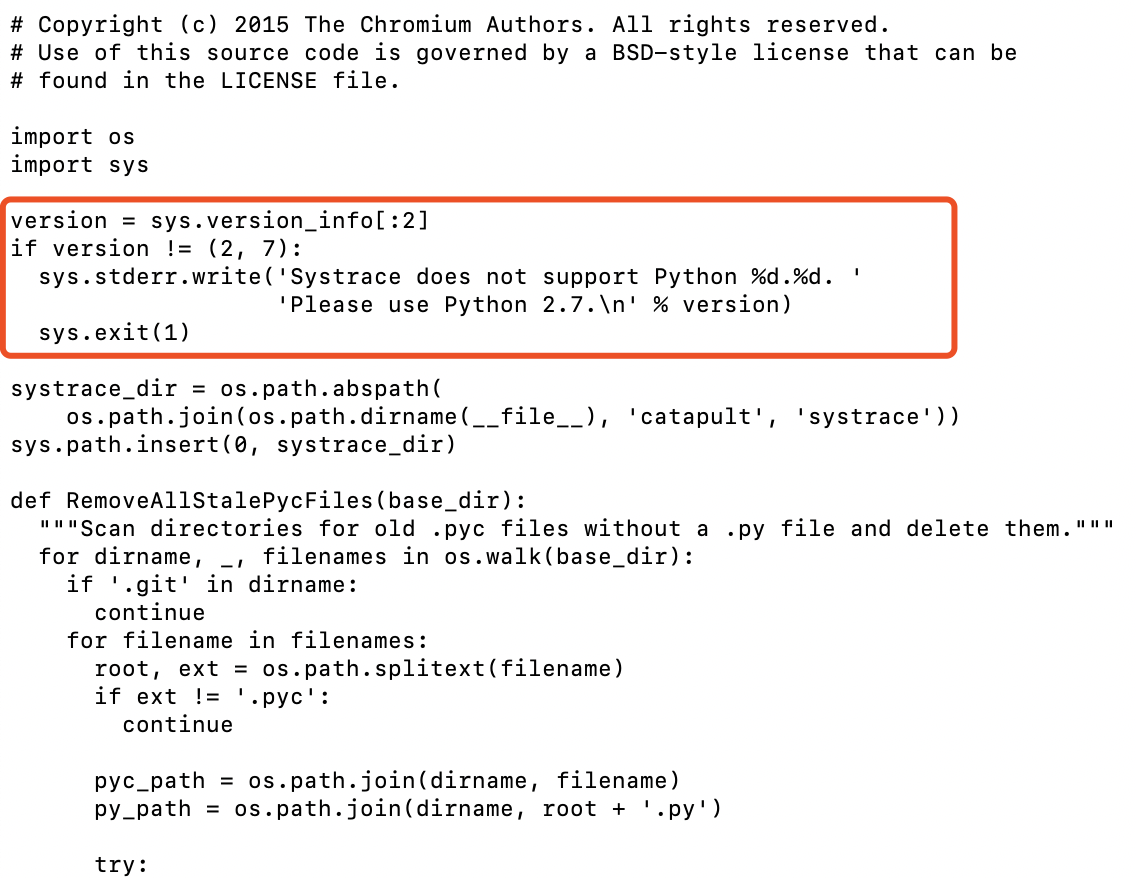 # Copyright (c) 2015 The Chromium Authors. All rights reserved.
# Use of this source code is governed by a BSD-style license that can be
# found in the LICENSE file.

import os
import sys

version = sys.version_info[:2]
if version != (2, 7):
  sys.stderr.write('Systrace does not support Python %d.%d. '
                   'Please use Python 2.7.\n' % version)
  sys.exit(1)

systrace_dir = os.path.abspath(
    os.path.join(os.path.dirname(__file__), 'catapult', 'systrace'))
sys.path.insert(0, systrace_dir)

def RemoveAllStalePycFiles(base_dir):
  """Scan directories for old .pyc files without a .py file and delete them."""
  for dirname, _, filenames in os.walk(base_dir):
    if '.git' in dirname:
      continue
    for filename in filenames:
      root, ext = os.path.splitext(filename)
      if ext != '.pyc':
        continue

      pyc_path = os.path.join(dirname, filename)
      py_path = os.path.join(dirname, root + '.py')

      try: